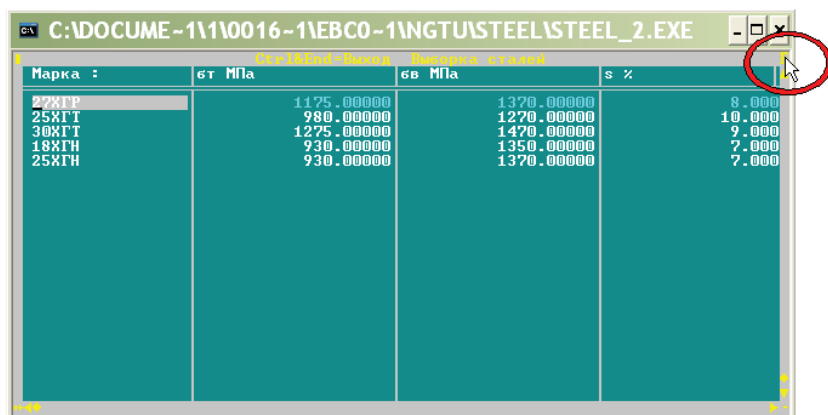 C:\DOCUME~1\1\0016~1\EBC0~1\NGTU\STEEL\STEEL_2.EXE
Ctrl&End-Выход Выборка сталей
Марка : бт МПа бв МПа s %
27ХГР 1175.00000 1370.00000 8.000
25ХГТ 980.00000 1270.00000 10.000
30ХГТ 1275.00000 1470.00000 9.000
18ХГН 930.00000 1350.00000 7.000
25ХГН 930.00000 1370.00000 7.000